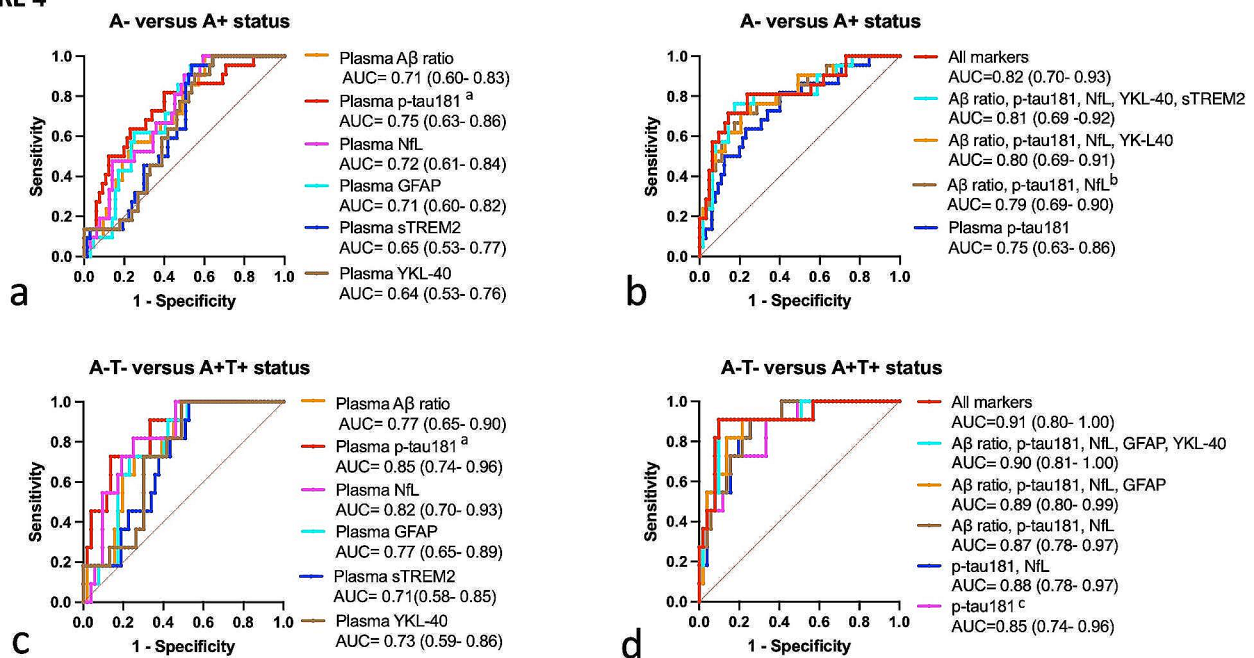 A- versus A+ status
1.0
0.8
0.6
0.4
0.2
0.0
Sensitivity
0.0 0.2 0.4 0.6 0.8 1.0
1 - Specificity
a
Plasma Aβ ratio
AUC= 0.71 (0.60- 0.83)
Plasma p-tau181 a
AUC= 0.75 (0.63- 0.86)
Plasma NfL
AUC= 0.72 (0.61- 0.84)
Plasma GFAP
AUC= 0.71 (0.60- 0.82)
Plasma sTREM2
AUC= 0.65 (0.53- 0.77)
Plasma YKL-40
AUC= 0.64 (0.53- 0.76)
A- versus A+ status
1.0
0.8
0.6
0.4
0.2
0.0
Sensitivity
0.0 0.2 0.4 0.6 0.8 1.0
1 - Specificity
b
All markers
AUC=0.82 (0.70- 0.93)
Aβ ratio, p-tau181, NfL, YKL-40, sTREM2
AUC= 0.81 (0.69 -0.92)
Aβ ratio, p-tau181, NfL, YK-L40
AUC= 0.80 (0.69- 0.91)
Aβ ratio, p-tau181, NfL b
AUC= 0.79 (0.69- 0.90)
Plasma p-tau181
AUC= 0.75 (0.63- 0.86)
A-T- versus A+T+ status
1.0
0.8
0.6
0.4
0.2
0.0
Sensitivity
0.0 0.2 0.4 0.6 0.8 1.0
1 - Specificity
c
Plasma Aβ ratio
AUC= 0.77 (0.65- 0.90)
Plasma p-tau181 a
AUC= 0.85 (0.74- 0.96)
Plasma NfL
AUC= 0.82 (0.70- 0.93)
Plasma GFAP
AUC= 0.77 (0.65- 0.89)
Plasma sTREM2
AUC= 0.71(0.58- 0.85)
Plasma YKL-40
AUC= 0.73 (0.59- 0.86)
A-T- versus A+T+ status
1.0
0.8
0.6
0.4
0.2
0.0
Sensitivity
0.0 0.2 0.4 0.6 0.8 1.0
1 - Specificity
d
All markers
AUC=0.91 (0.80- 1.00)
Aβ ratio, p-tau181, NfL, GFAP, YKL-40
AUC= 0.90 (0.81- 1.00)
Aβ ratio, p-tau181, NfL, GFAP
AUC= 0.89 (0.80- 0.99)
Aβ ratio, p-tau181, NfL
AUC= 0.87 (0.78- 0.97)
p-tau181, NfL
AUC= 0.88 (0.78- 0.97)
p-tau181 c
AUC=0.85 (0.74- 0.96)